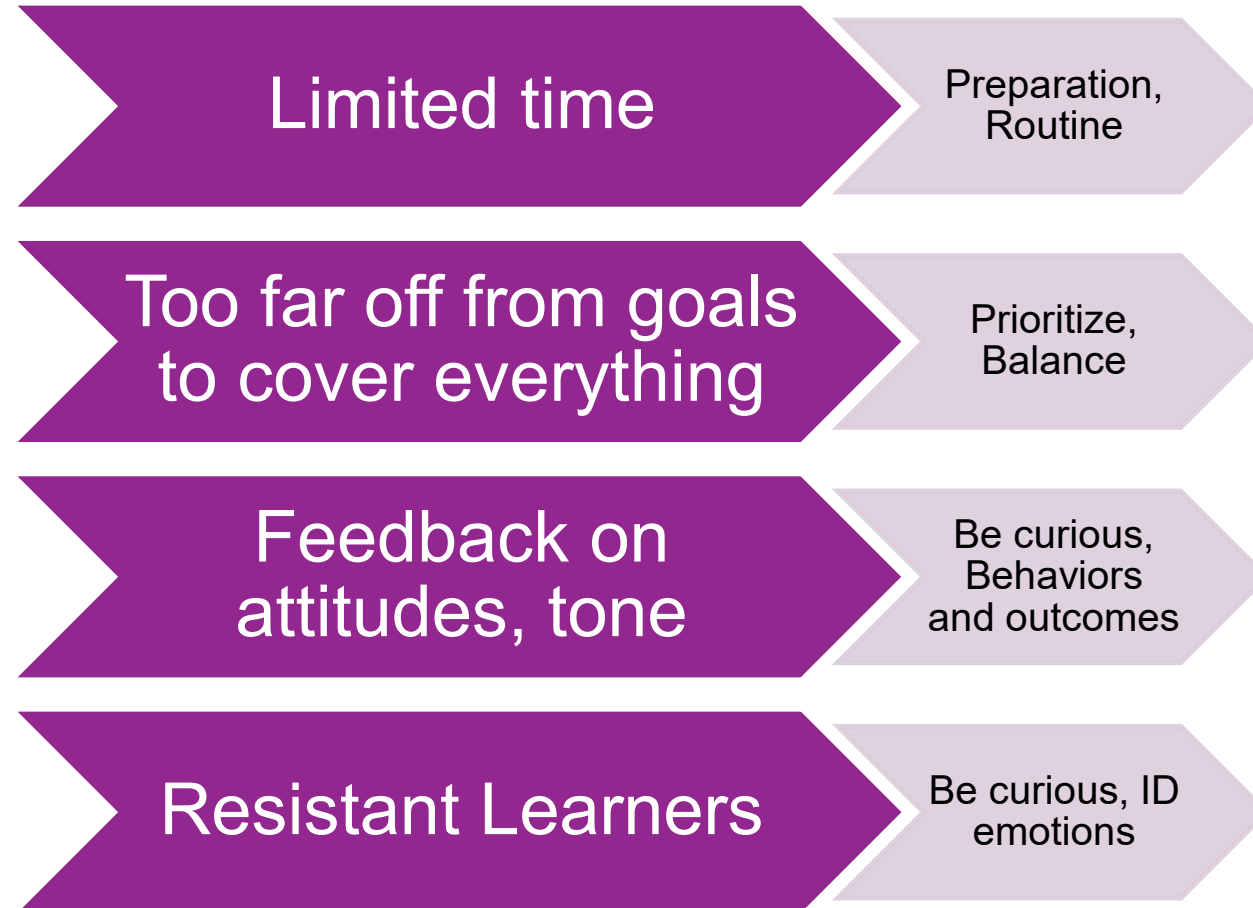 Limited time
Preparation,
Routine
Too far off from goals
to cover everything
Prioritize,
Balance
Feedback on
attitudes, tone
Be curious,
Behaviors
and outcomes
Resistant Learners
Be curious, ID
emotions